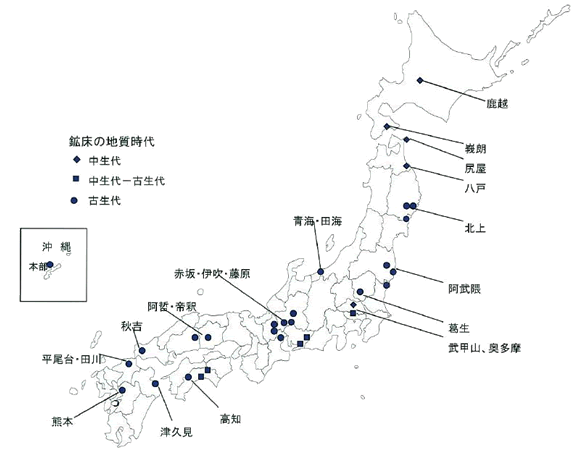 鉱床の地質時代
中生代
中生代ー古生代
古生代
沖縄
本部
鹿越
峩朗
尻屋
八戸
北上
阿武隈
葛生
武甲山、奥多摩
青海・田海
赤坂・伊吹・藤原
阿哲・帝釈
秋吉
平尾台・田川
熊本
津久見
高知